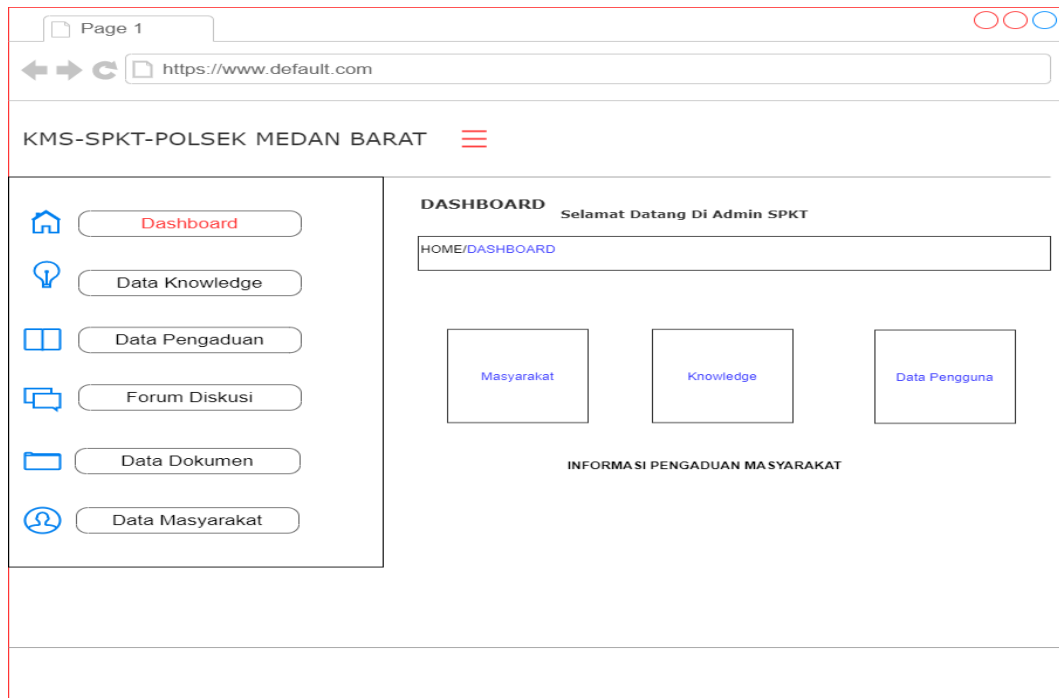 Page 1
https://www.default.com
KMS-SPKT-POLSEK MEDAN BARAT
Dashboard
Data Knowledge
Data Pengaduan
Forum Diskusi
Data Dokumen
Data Masyarakat
DASHBOARD
Selamat Datang Di Admin SPKT
HOME/DASHBOARD
Masyarakat
Knowledge
Data Pengguna
INFORMASI PENGADUAN MASYARAKAT